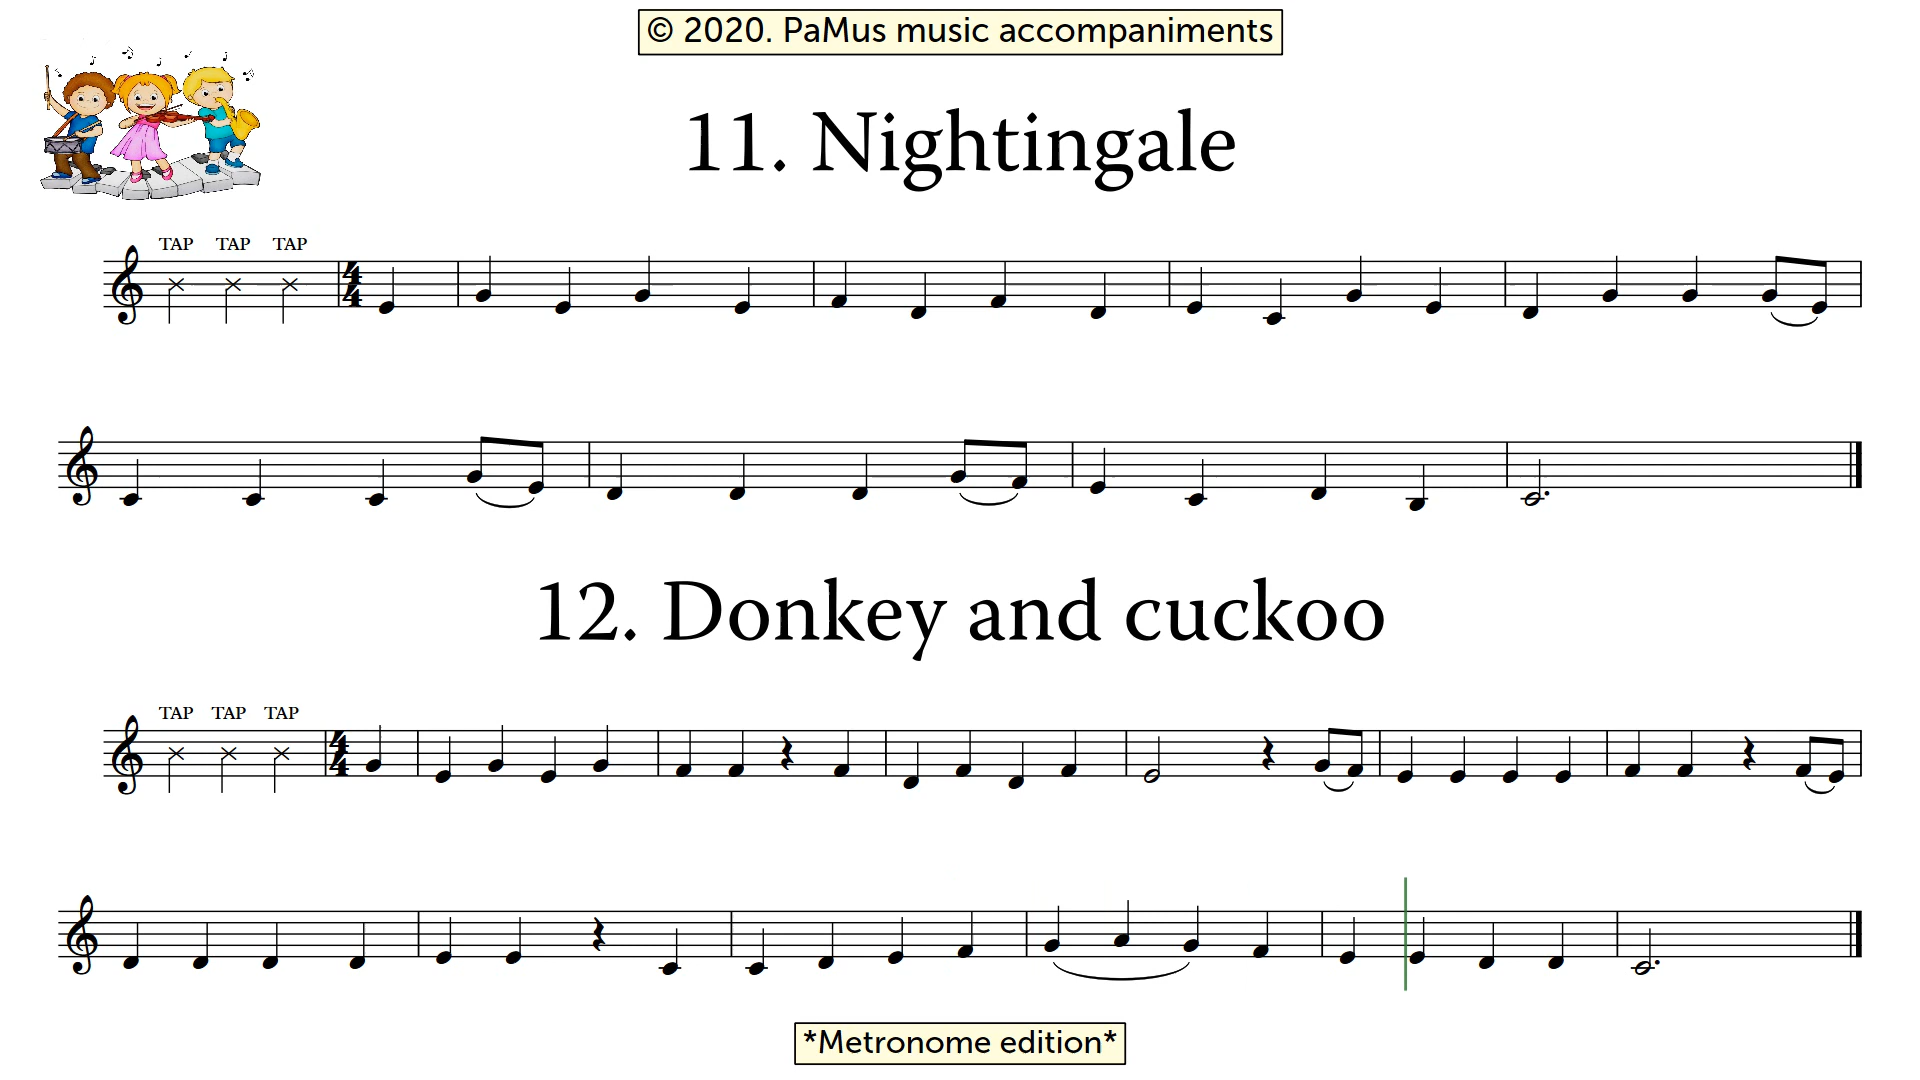 © 2020. PaMus music accompaniments
11. Nightingale
TAP TAP TAP
4
4
12. Donkey and cuckoo
TAP TAP TAP
4
4
*Metronome edition*